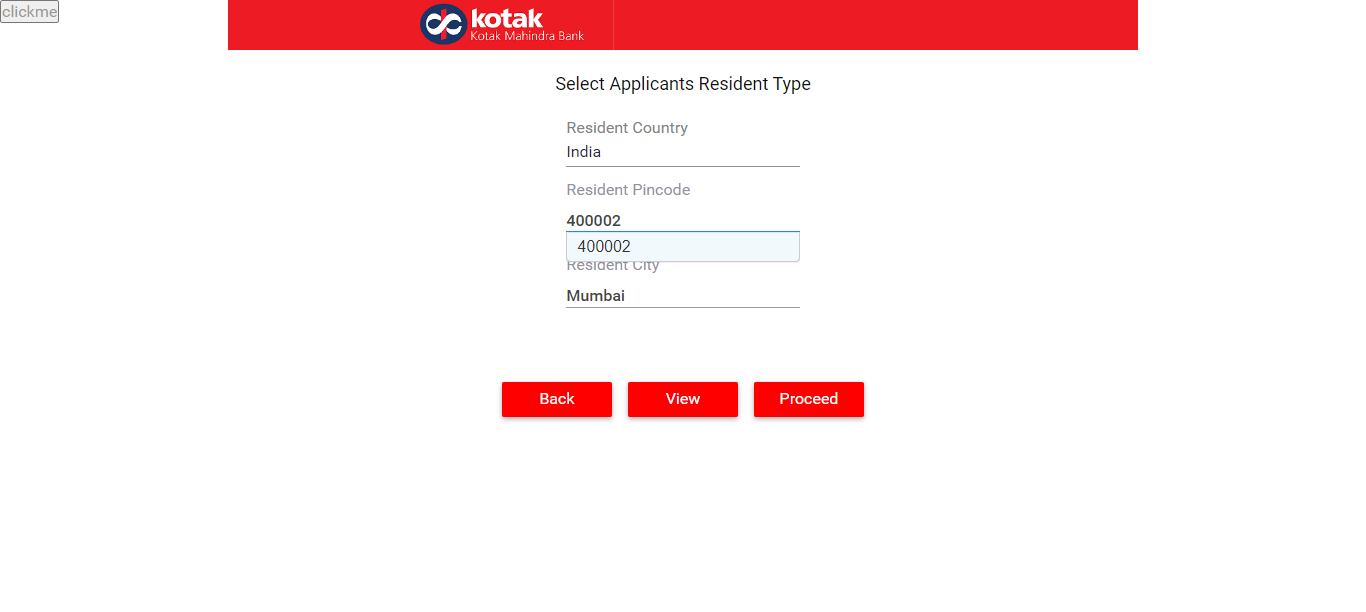 clickme
kotak
Kotak Mahindra Bank
Select Applicants Resident Type
Resident Country
India
Resident Pincode
400002
400002
Resident City
Mumbai
Back
View
Proceed